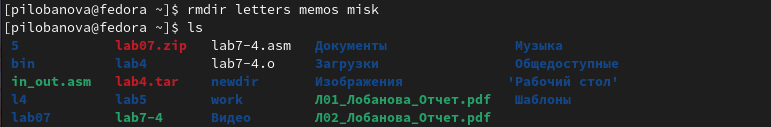 [pilobanova@fedora ~]$ rmdir letters memos misk
[pilobanova@fedora ~]$ ls
5 lab07.zip lab7-4.asm Документы Музыка
bin lab4 lab7-4.o Загрузки Общедоступные
in_out.asm lab4.tar newdir Изображения 'Рабочий стол'
l4 lab5 work Л01_Лобанова_Отчет.pdf Шаблоны
lab07 lab7-4 Видео Л02_Лобанова_Отчет.pdf